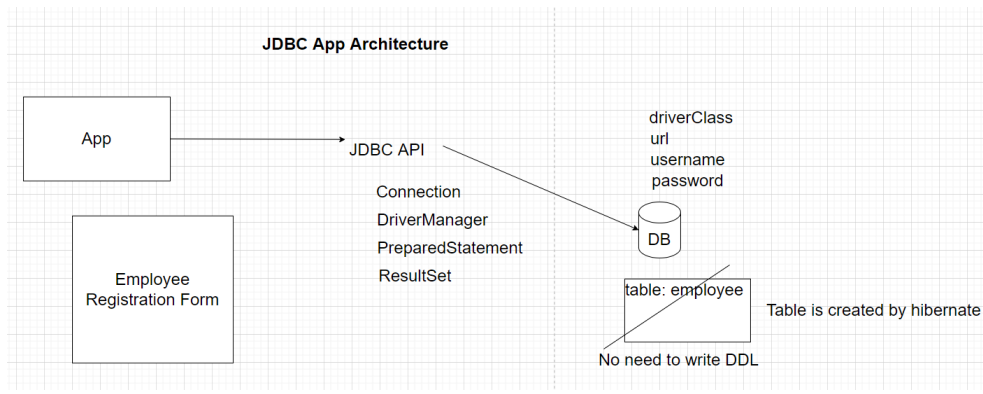 JDBC App Architecture
App
JDBC API
Connection
DriverManager
PreparedStatement
ResultSet
Employee
Registration Form
driverClass
url
username
password
DB
table: employee
Table is created by hibernate
No need to write DDL